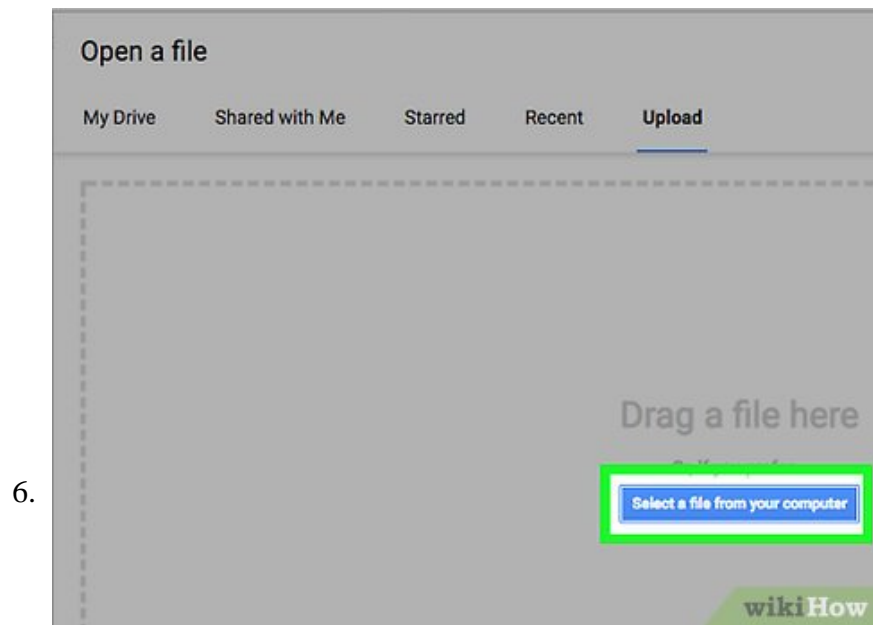 Open a file
My Drive Shared with Me Starred Recent Upload
Drag a file here
6.
Select a file from your computer
wikiHow